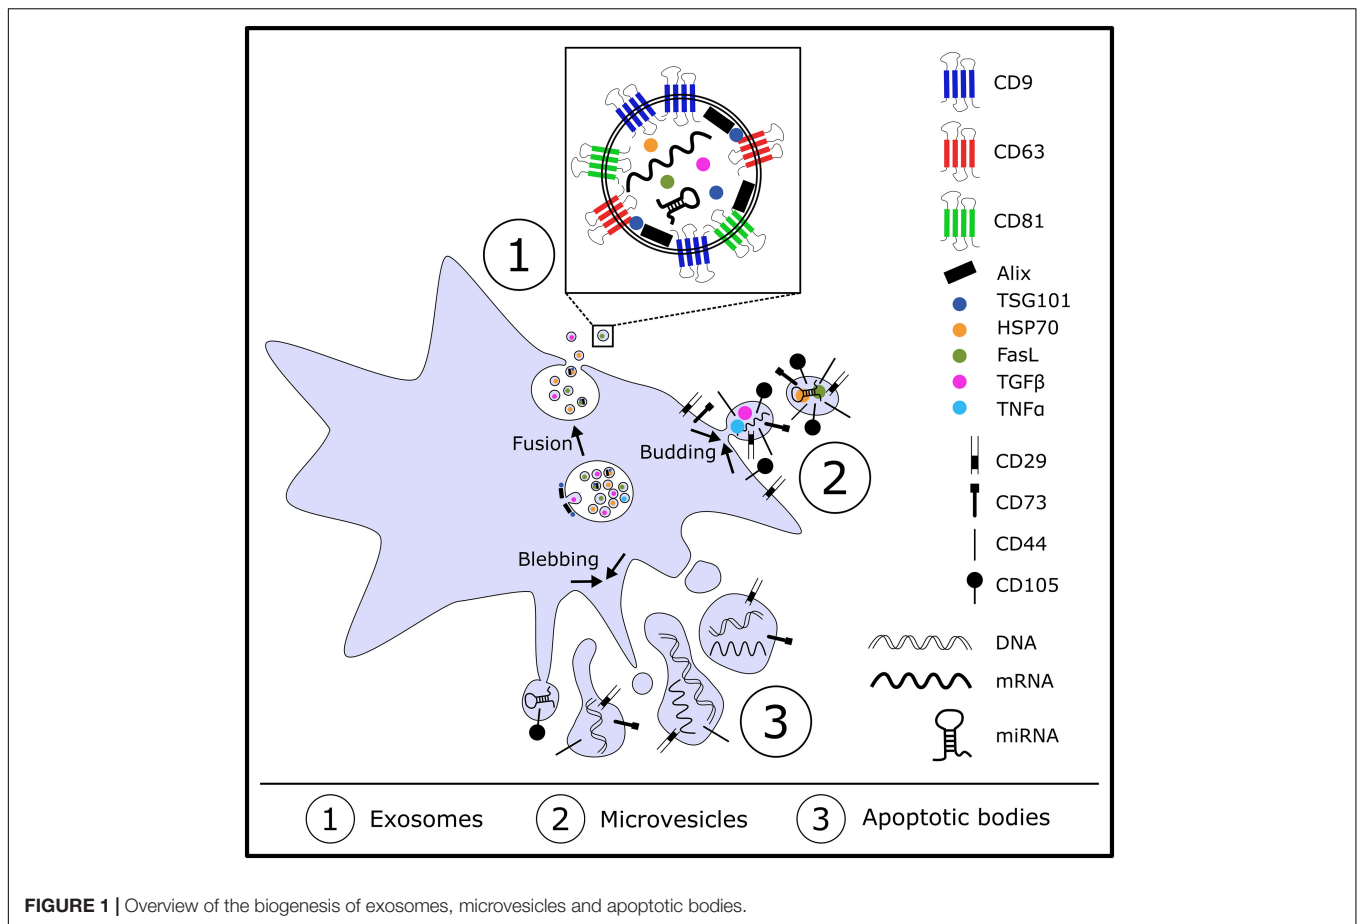 1
CD9
CD63
CD81
Alix
TSG101
HSP70
FasL
TGFβ
TNFɑ
Fusion
Budding
2
CD29
CD73
CD44
CD105
Blebbing
DNA
mRNA
miRNA
3
1 Exosomes 2 Microvesicles 3 Apoptotic bodies
FIGURE 1 | Overview of the biogenesis of exosomes, microvesicles and apoptotic bodies.